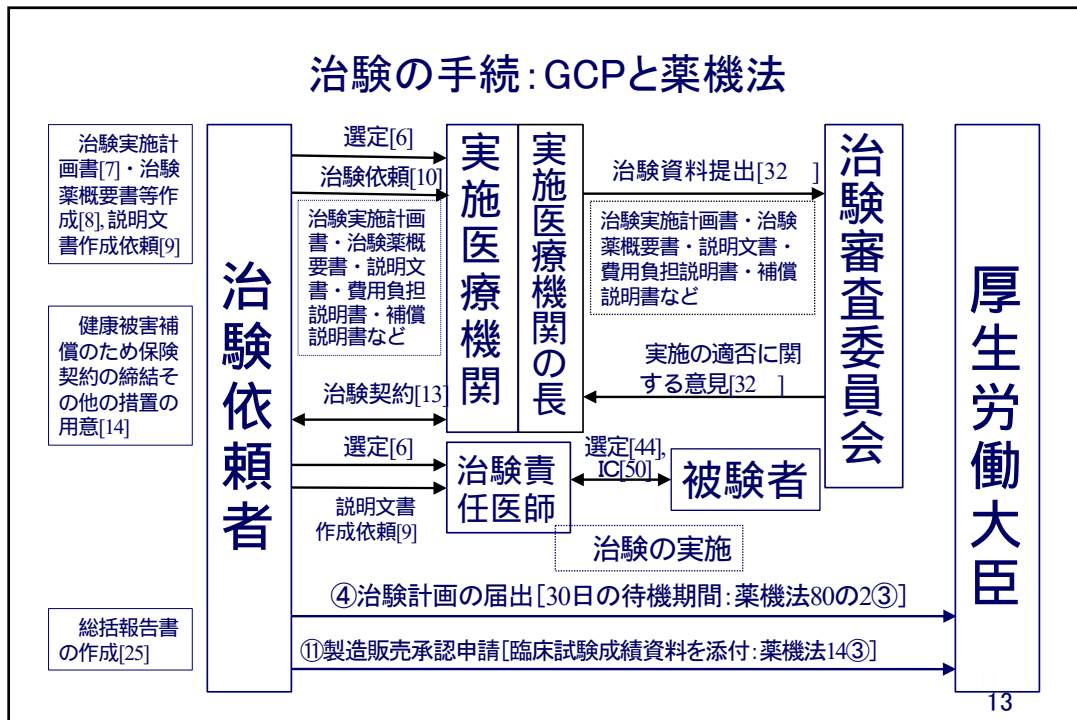 治験の手続：GCPと薬機法
治験実施計
画書[7]・治験
薬概要書等作
成[8], 説明文
書作成依頼[9]
健康被害補
償のため保険
契約の締結そ
の他の措置の
用意[14]
総括報告書
の作成[25]
治験依頼者
選定[6]
治験依頼[10]
治験実施計画
書・治験薬概
要書・説明文
書・費用負担
説明書・補償
説明書など
治験契約[13]
選定[6]
説明文書
作成依頼[9]
実施医療機関
実施医療機関の長
治験資料提出[32 ]
治験実施計画書・治験
薬概要書・説明文書・
費用負担説明書・補償
説明書など
実施の適否に関
する意見[32 ]
治験審査委員会
治験責
任医師
選定[44],
IC[50]
被験者
治験の実施
④治験計画の届出[30日の待機期間：薬機法80の2③]
⑪製造販売承認申請[臨床試験成績資料を添付：薬機法14③]
厚生労働大臣
13